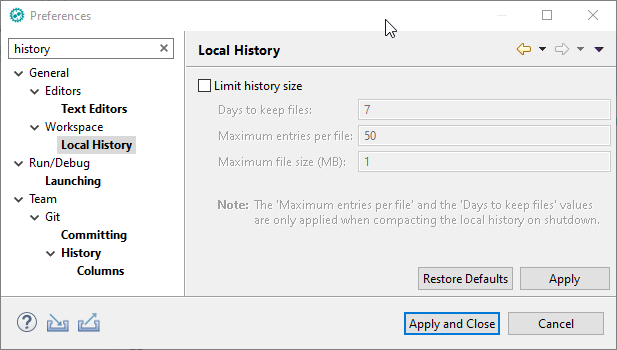 Preferences
history
Local History
General
Editors
Text Editors
Workspace
Local History
Run/Debug
Launching
Team
Git
Committing
History
Columns
Limit history size
Days to keep files: 7
Maximum entries per file: 50
Maximum file size (MB): 1
Note: The 'Maximum entries per file' and the 'Days to keep files' values
are only applied when compacting the local history on shutdown.
Restore Defaults Apply
Apply and Close Cancel